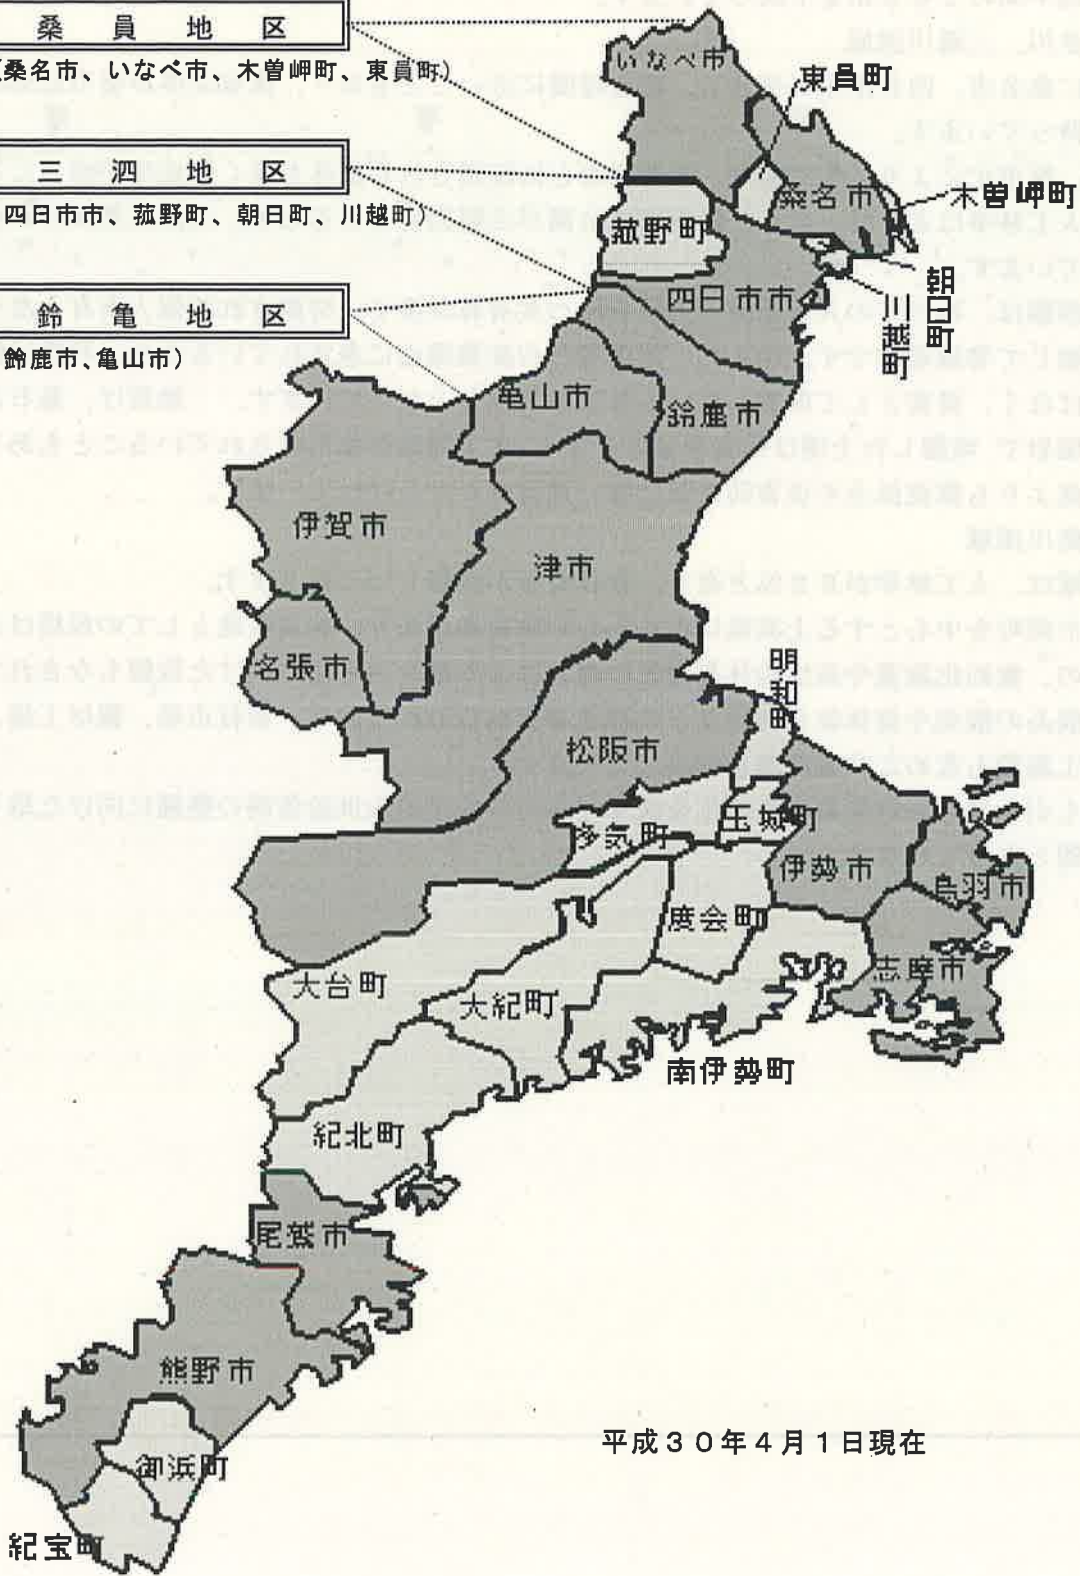 桑員地区
(桑名市、いなべ市、木曽岬町、東員町)
三泗地区
四日市市、菰野町、朝日町、川越町)
鈴亀地区
鈴鹿市、亀山市)
いなべ市
東員町
桑名市
木曽岬町
菰野町
朝日町
川越町
四日市市
亀山市
鈴鹿市
伊賀市
津市
名張市
明和町
松阪市
多気町
玉城町
伊勢市
鳥羽市
度会町
志摩市
大台町
大紀町
南伊勢町
紀北町
尾鷲市
熊野市
御浜町
紀宝町
平成30年4月1日現在